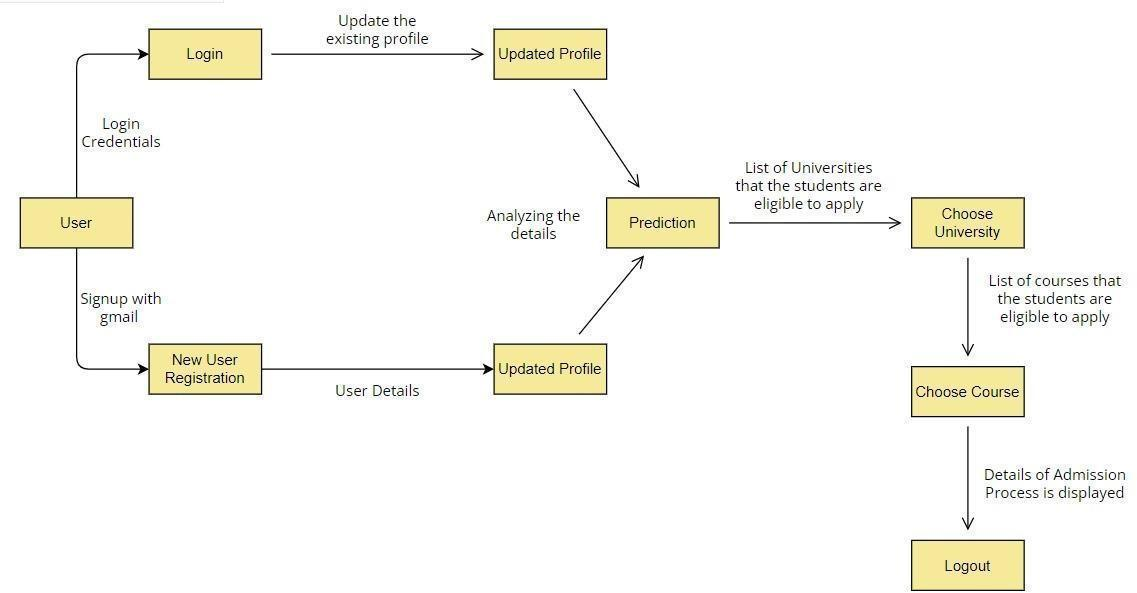 Update the
existing profile
Login
Updated Profile
Login
Credentials
List of Universities
that the students are
eligible to apply
User
Analyzing the
details
Prediction
Choose
University
Signup with
gmail
List of courses that
the students are
eligible to apply
New User
Registration
User Details
Updated Profile
Choose Course
Details of Admission
Process is displayed
Logout